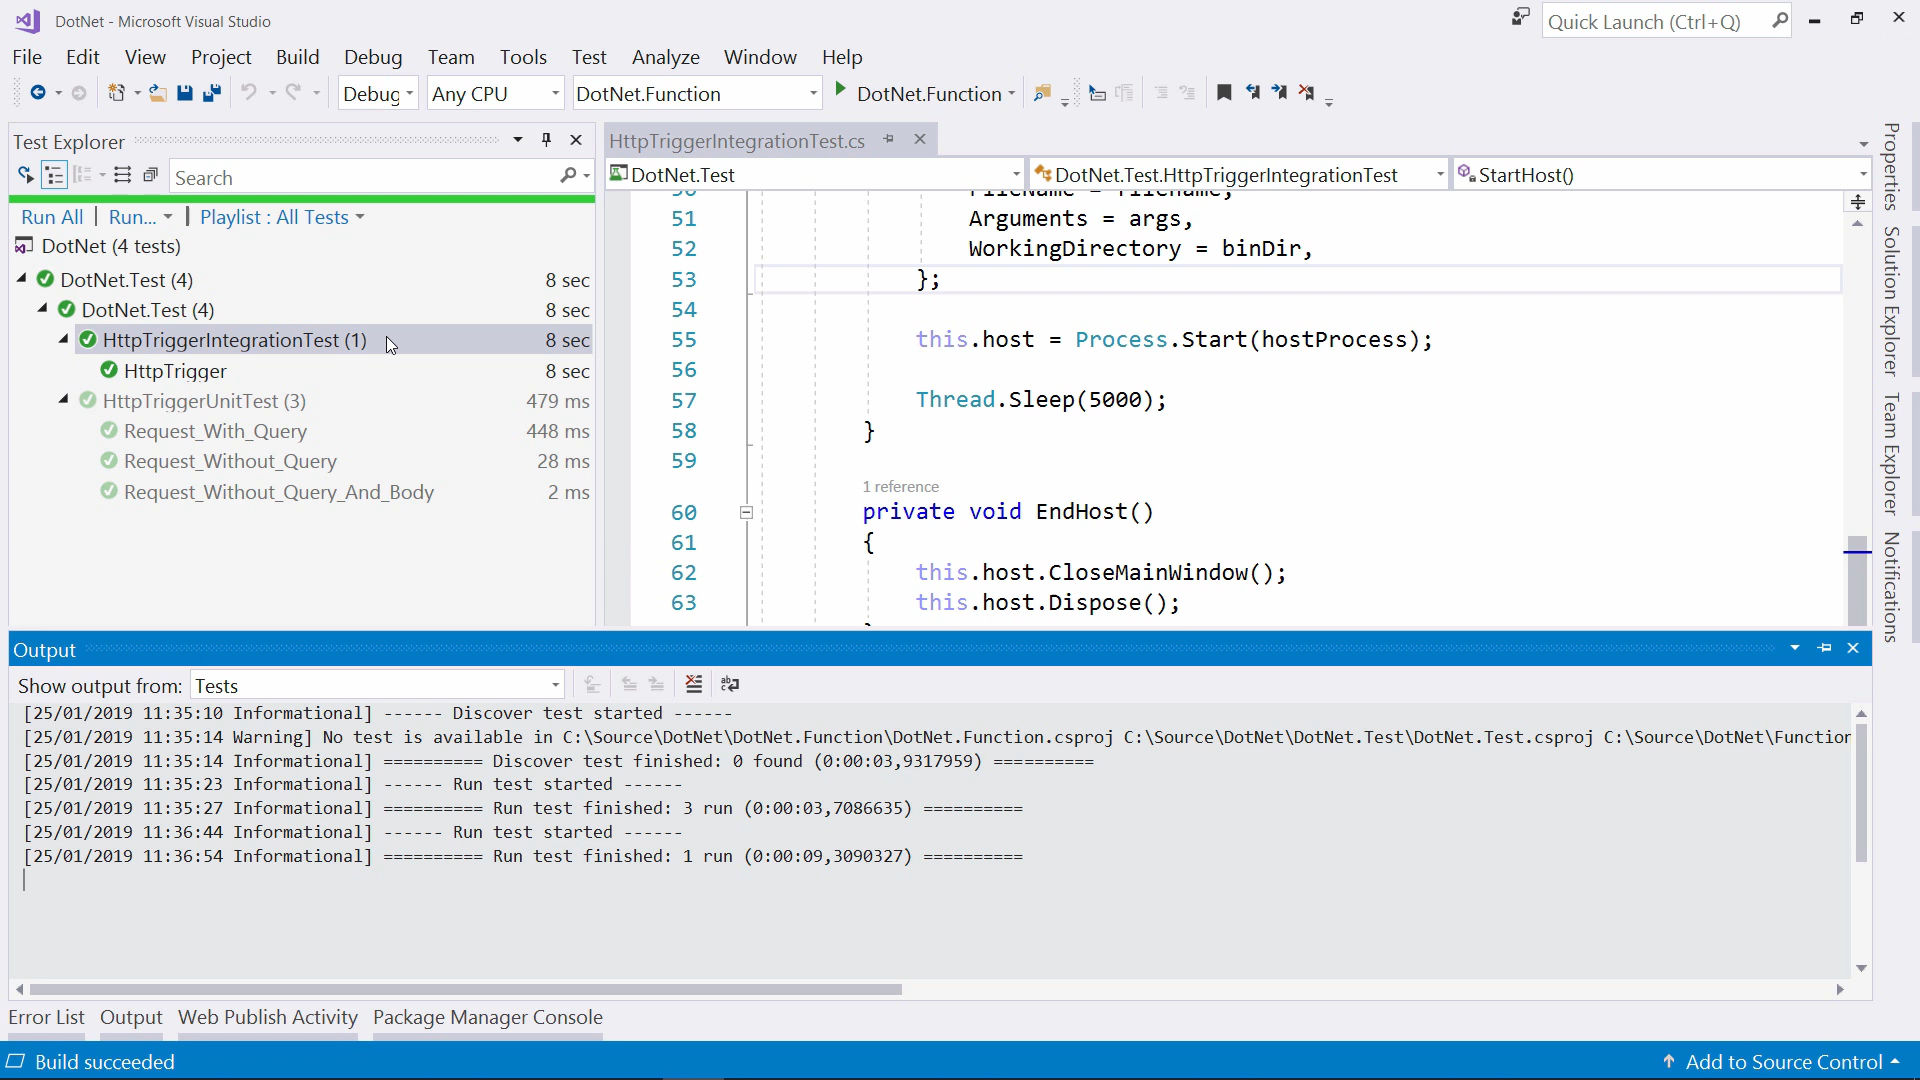 DotNet - Microsoft Visual Studio
Quick Launch (Ctrl+Q)
File Edit View Project Build Debug Team Tools Test Analyze Window Help
Debug Any CPU DotNet.Function DotNet.Function
Test Explorer
Search
Run All | Run... | Playlist : All Tests
DotNet (4 tests)
DotNet.Test (4) 8 sec
DotNet.Test (4) 8 sec
HttpTriggerIntegrationTest (1) 8 sec
HttpTrigger 8 sec
HttpTriggerUnitTest (3) 479 ms
Request_With_Query 448 ms
Request_Without_Query 28 ms
Request_Without_Query_And_Body 2 ms
HttpTriggerIntegrationTest.cs
DotNet.Test DotNet.Test.HttpTriggerIntegrationTest StartHost()
51 Arguments = args,
52 WorkingDirectory = binDir,
53 };
54
55 this.host = Process.Start(hostProcess);
56
57 Thread.Sleep(5000);
58 }
59
1 reference
60 private void EndHost()
61 {
62 this.host.CloseMainWindow();
63 this.host.Dispose();
Properties
Solution Explorer
Team Explorer
Notifications
Output
Show output from: Tests
[25/01/2019 11:35:10 Informational] ------ Discover test started ------
[25/01/2019 11:35:14 Warning] No test is available in C:\Source\DotNet\DotNet.Function\DotNet.Function.csproj C:\Source\DotNet\DotNet.Test\DotNet.Test.csproj C:\Source\DotNet\Function
[25/01/2019 11:35:14 Informational] ========== Discover test finished: 0 found (0:00:03,9317959) ==========
[25/01/2019 11:35:23 Informational] ------ Run test started ------
[25/01/2019 11:35:27 Informational] ========== Run test finished: 3 run (0:00:03,7086635) ==========
[25/01/2019 11:36:44 Informational] ------ Run test started ------
[25/01/2019 11:36:54 Informational] ========== Run test finished: 1 run (0:00:09,3090327) ==========
Error List Output Web Publish Activity Package Manager Console
Build succeeded
Add to Source Control